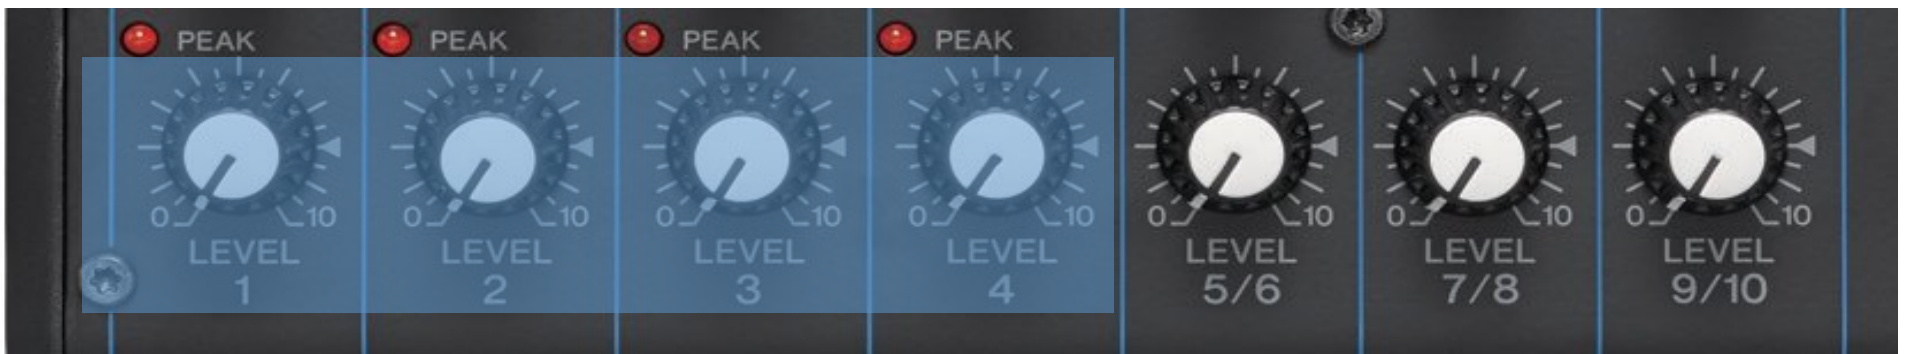 PEAK PEAK PEAK PEAK
0 10 0 10 0 10 0 10 0 10 0 10 0 10
LEVEL LEVEL LEVEL LEVEL LEVEL LEVEL LEVEL
1 2 3 4 5/6 7/8 9/10